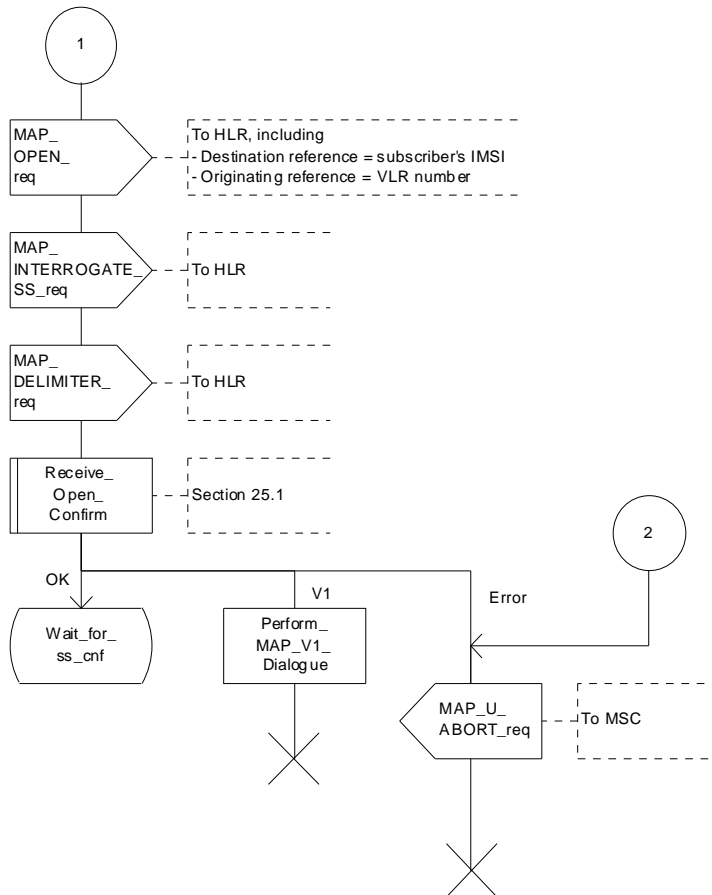 1
MAP_
OPEN_
req
To HLR, including
- Destination reference = subscriber's IMSI
- Originating reference = VLR number
MAP_
INTERROGATE_
SS_req
To HLR
MAP_
DELIMITER_
req
To HLR
Receive_
Open_
Confirm
Section 25.1
2
OK
V1
Error
Wait_for_
ss_cnf
Perform_
MAP_V1_
Dialogue
MAP_U_
ABORT_req
To MSC